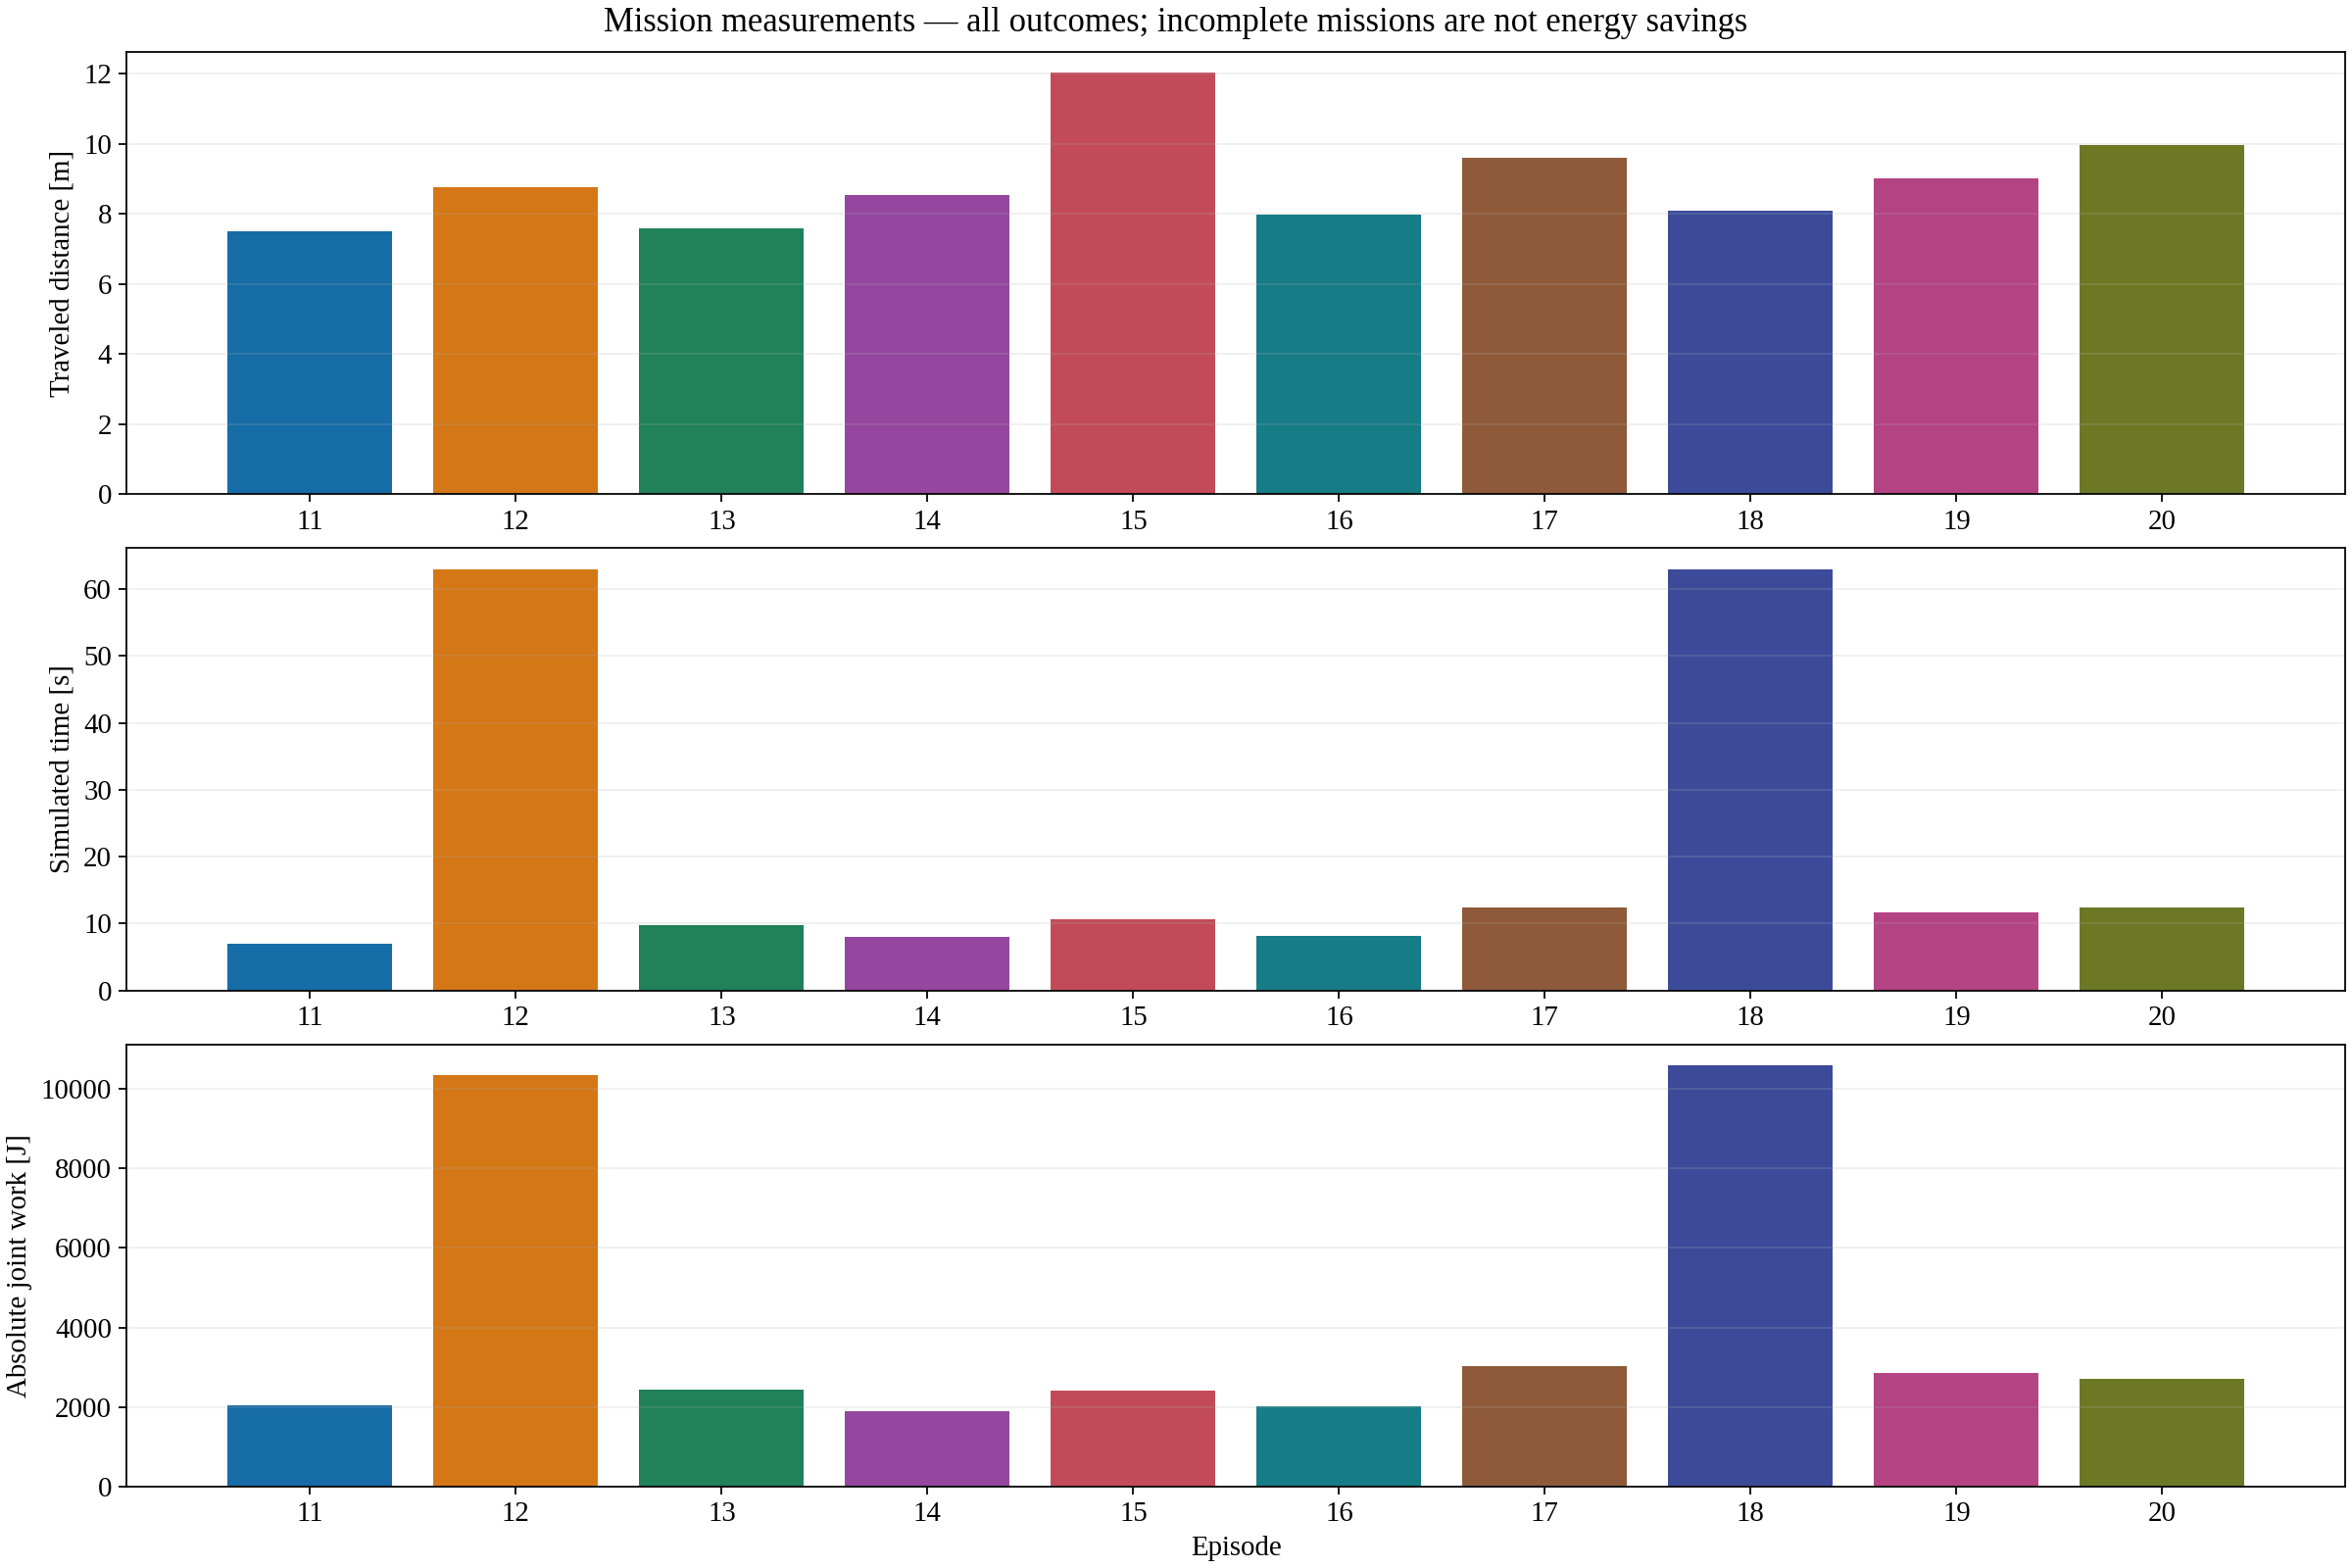 Mission measurements — all outcomes; incomplete missions are not energy savings
Traveled distance [m]
12
10
8
6
4
2
0
11 12 13 14 15 16 17 18 19 20
Simulated time [s]
60
50
40
30
20
10
0
11 12 13 14 15 16 17 18 19 20
Absolute joint work [J]
10000
8000
6000
4000
2000
0
11 12 13 14 15 16 17 18 19 20
Episode